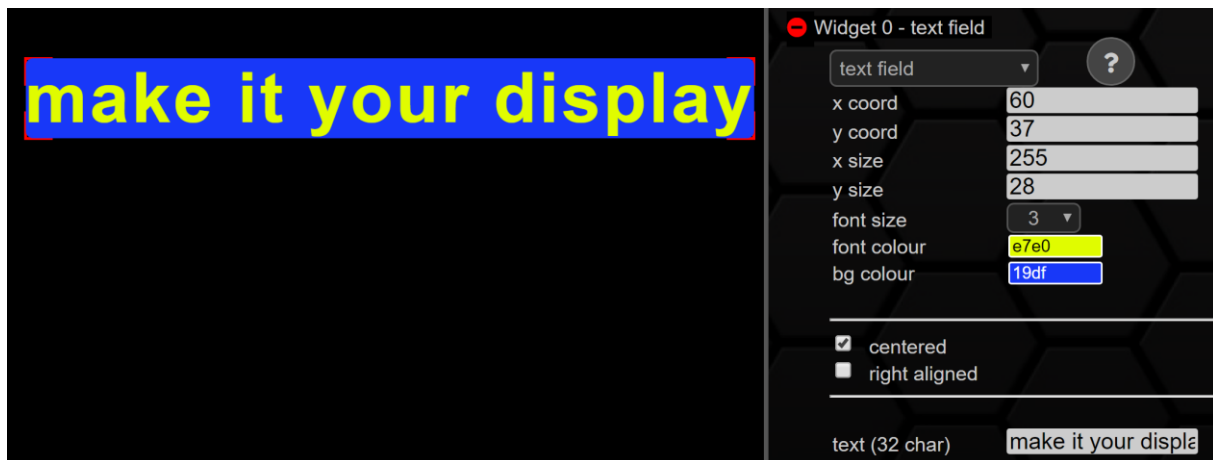 make it your display
Widget 0 - text field
text field ▼
?
x coord 60
y coord 37
x size 255
y size 28
font size 3 ▼
font colour e7e0
bg colour 19df
centered
right aligned
text (32 char) make it your displa